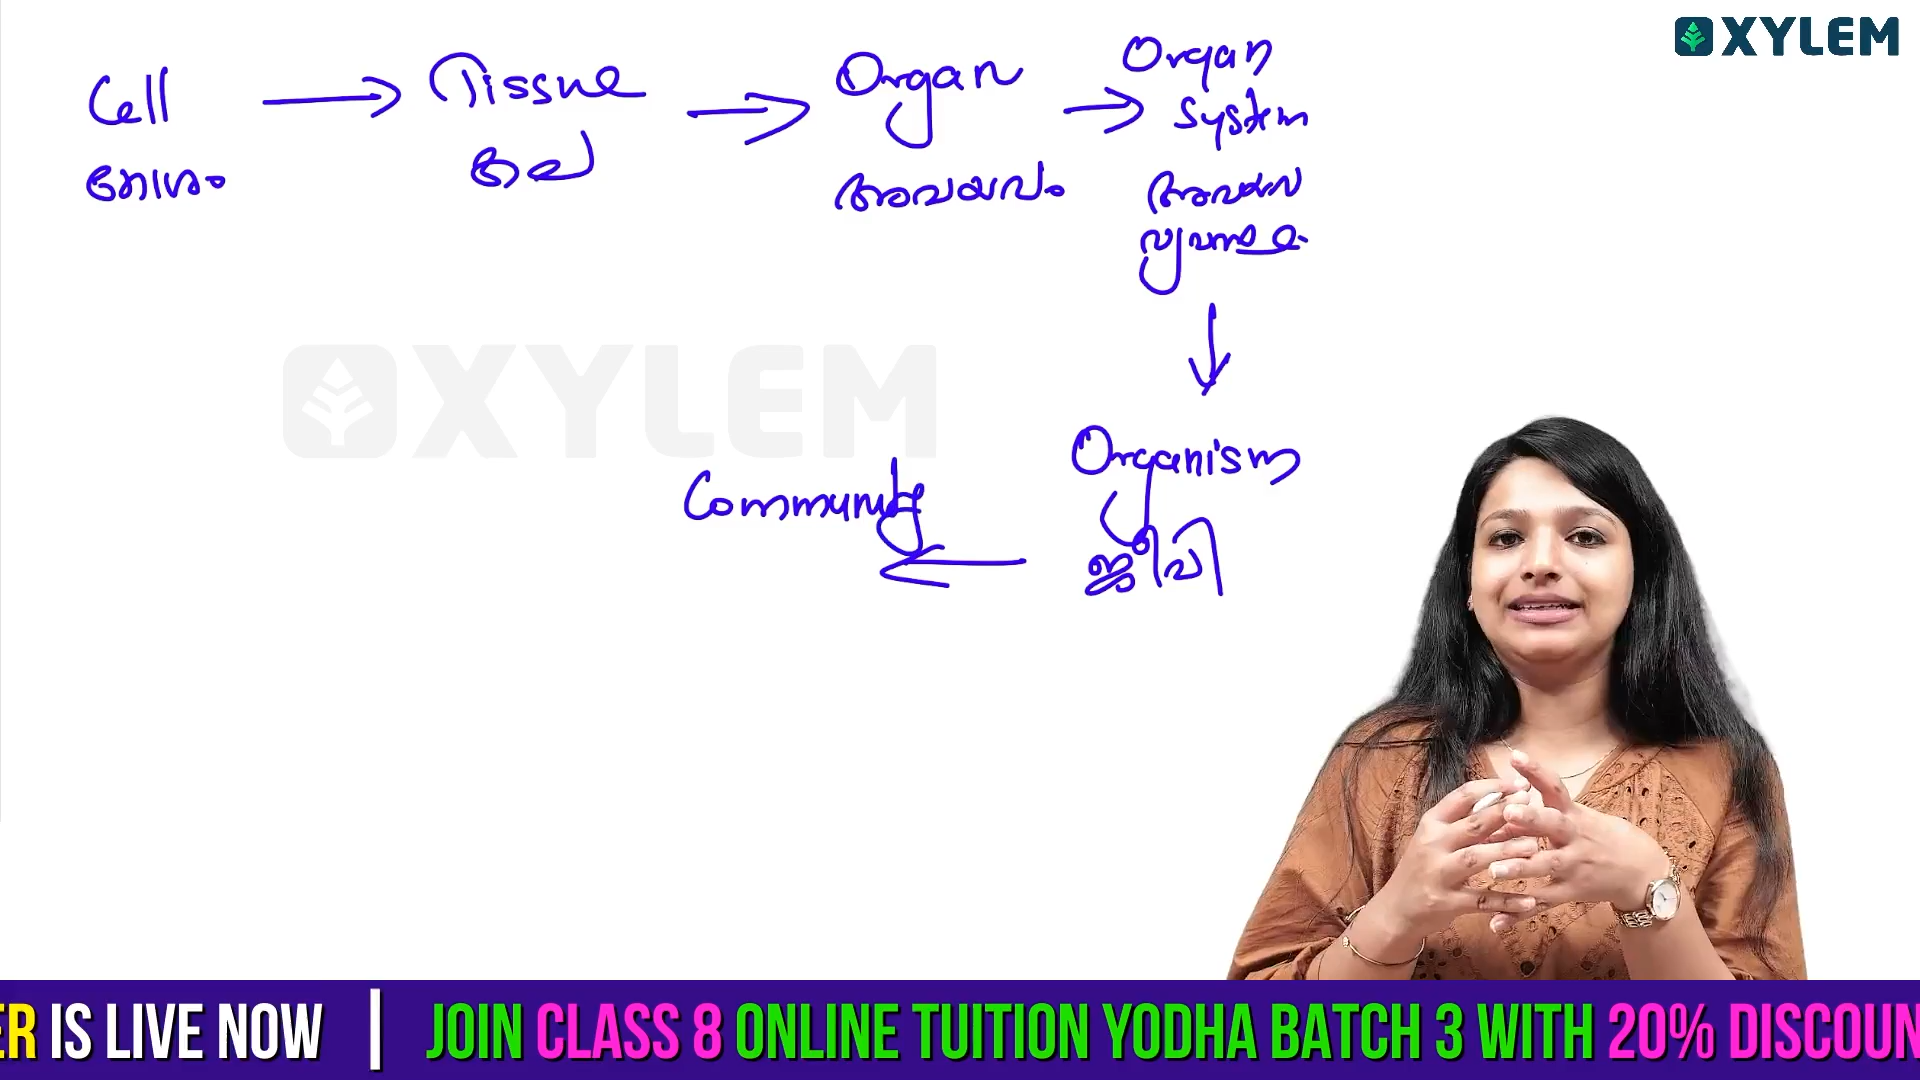 XYLEM
Cell → Tissue → Organ → Organ System
കോശം
കല
അവയവം
അവയവ
വ്യവസ്ഥ
↓
Organism
ജീവി
←
Community
XYLEM
ER IS LIVE NOW | JOIN CLASS 8 ONLINE TUITION YODHA BATCH 3 WITH 20% DISCOUN